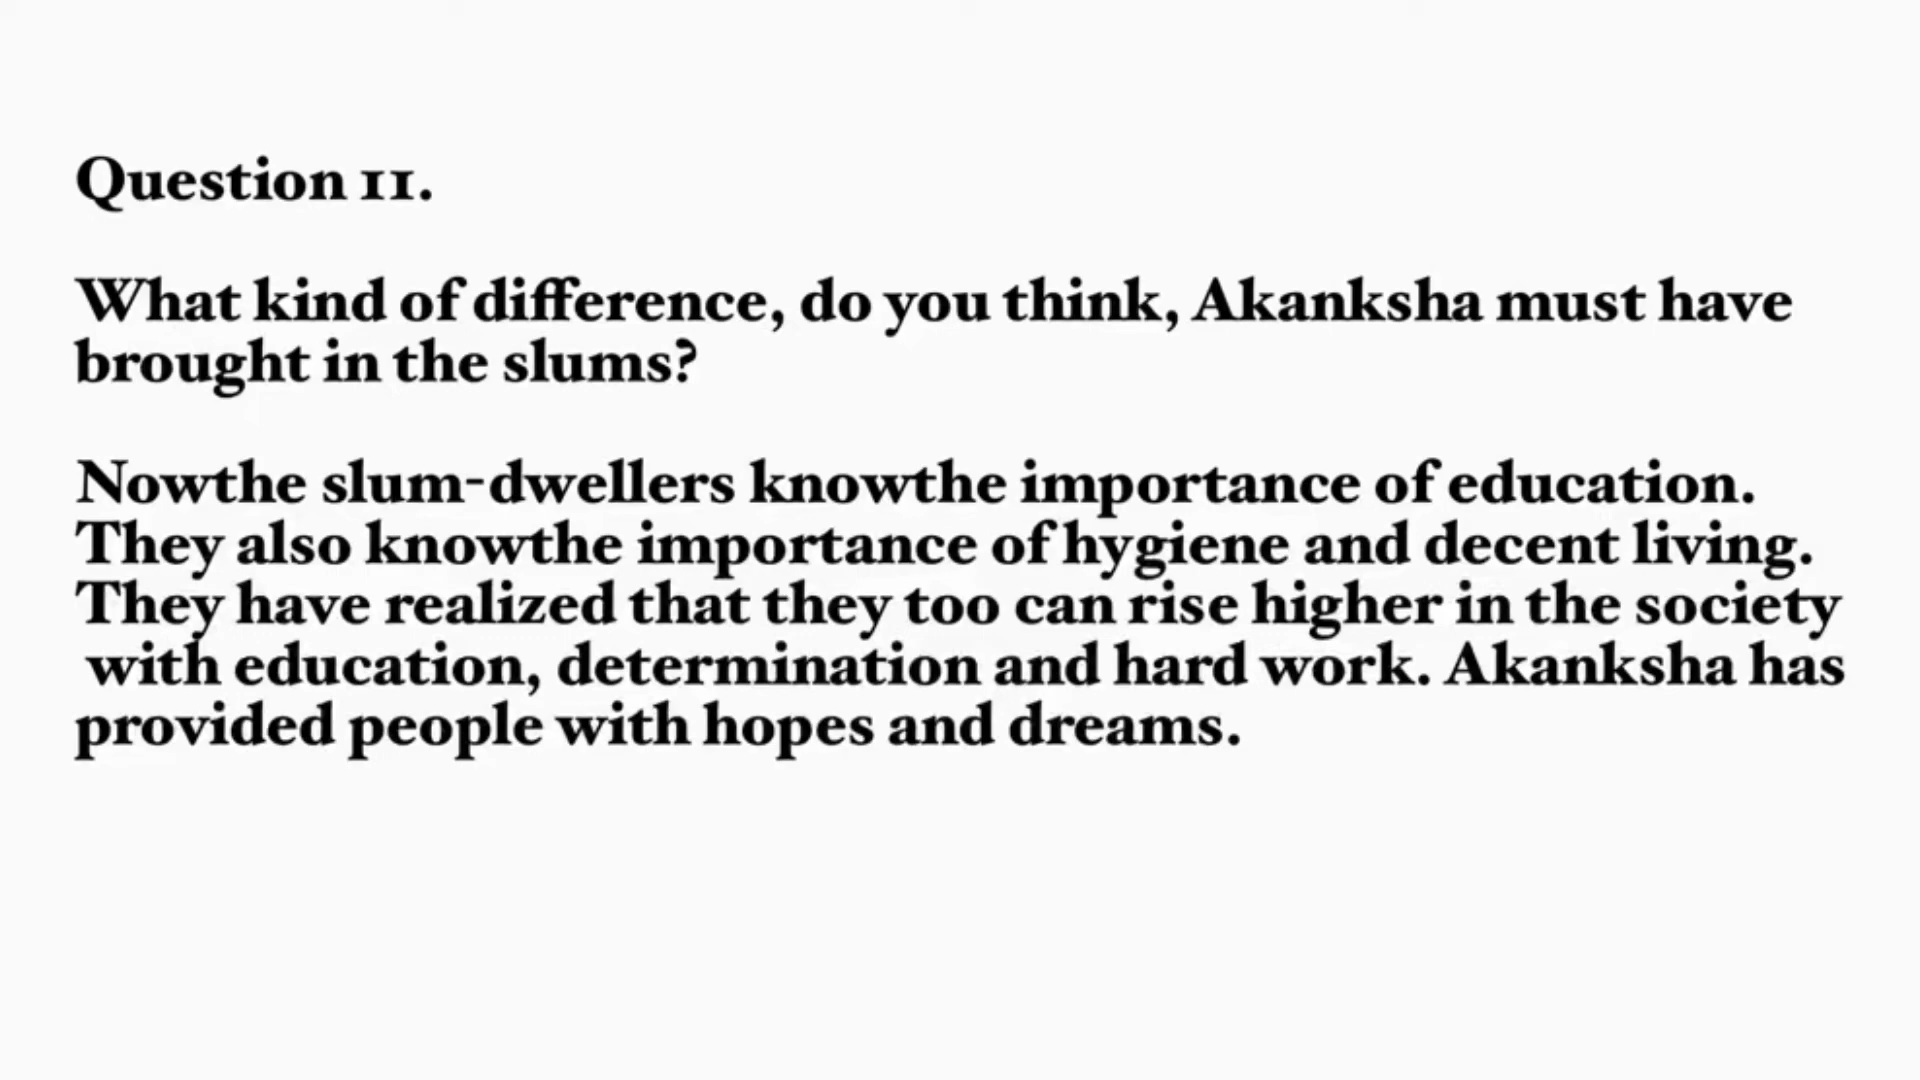 Question 11.
What kind of difference, do you think, Akanksha must have
brought in the slums?
Nowthe slum-dwellers knowthe importance of education.
They also knowthe importance of hygiene and decent living.
They have realized that they too can rise higher in the society
with education, determination and hard work. Akanksha has
provided people with hopes and dreams.